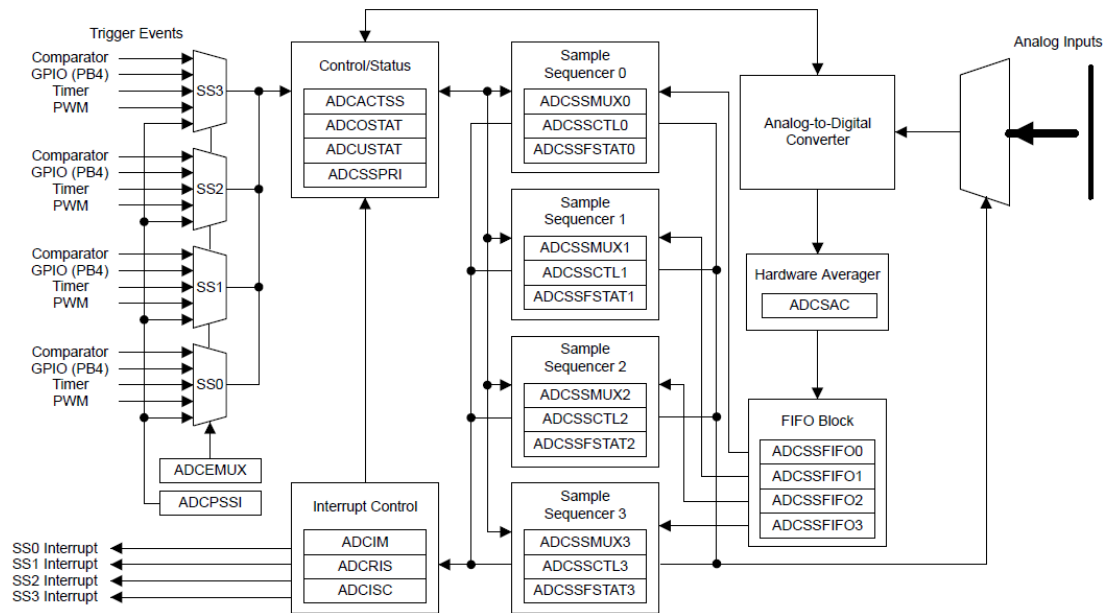 Trigger Events
Comparator
GPIO (PB4)
Timer
PWM
SS3
Comparator
GPIO (PB4)
Timer
PWM
SS2
Comparator
GPIO (PB4)
Timer
PWM
SS1
Comparator
GPIO (PB4)
Timer
PWM
SS0
ADCEMUX
ADCPSSI
Control/Status
ADCACTSS
ADCOSTAT
ADCUSTAT
ADCSSPRI
Interrupt Control
ADCIM
ADCRIS
ADCISC
SS0 Interrupt
SS1 Interrupt
SS2 Interrupt
SS3 Interrupt
Sample
Sequencer 0
ADCSSMUX0
ADCSSCTL0
ADCSSFSTAT0
Sample
Sequencer 1
ADCSSMUX1
ADCSSCTL1
ADCSSFSTAT1
Sample
Sequencer 2
ADCSSMUX2
ADCSSCTL2
ADCSSFSTAT2
Sample
Sequencer 3
ADCSSMUX3
ADCSSCTL3
ADCSSFSTAT3
Analog-to-Digital
Converter
Hardware Averager
ADCSAC
FIFO Block
ADCSSFIFO0
ADCSSFIFO1
ADCSSFIFO2
ADCSSFIFO3
Analog Inputs